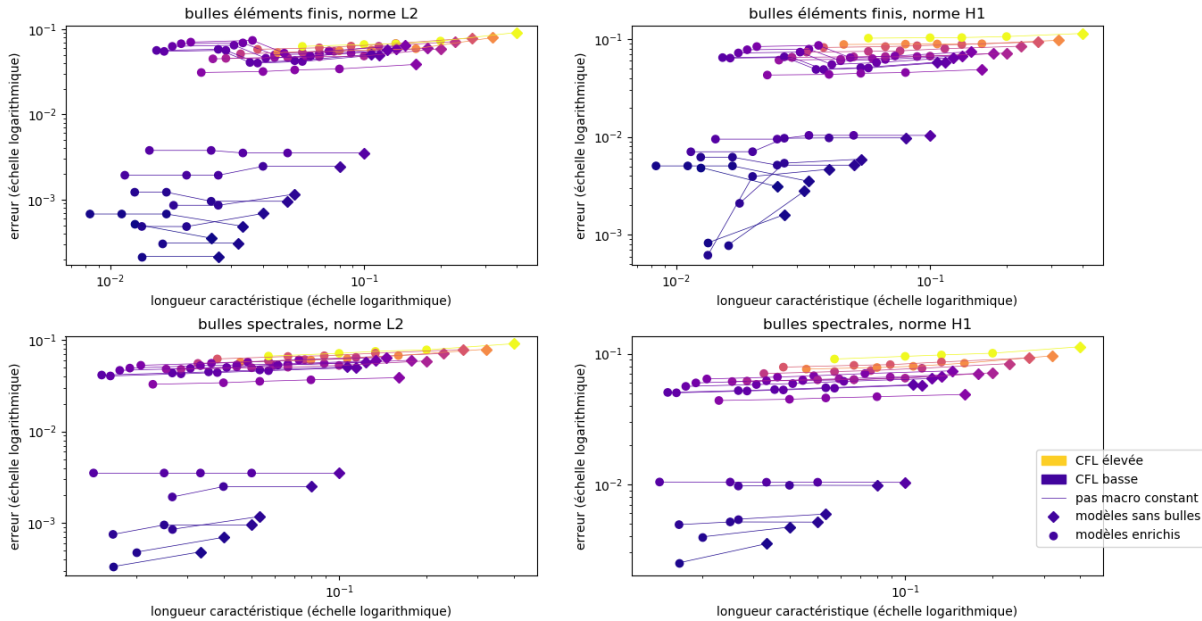 bulles éléments finis, norme L2
erreur (échelle logarithmique)
10⁻¹
10⁻²
10⁻³
10⁻²
10⁻¹
longueur caractéristique (échelle logarithmique)
bulles éléments finis, norme H1
erreur (échelle logarithmique)
10⁻¹
10⁻²
10⁻³
10⁻²
10⁻¹
longueur caractéristique (échelle logarithmique)
bulles spectrales, norme L2
erreur (échelle logarithmique)
10⁻¹
10⁻²
10⁻³
10⁻¹
longueur caractéristique (échelle logarithmique)
bulles spectrales, norme H1
erreur (échelle logarithmique)
10⁻¹
10⁻²
10⁻¹
longueur caractéristique (échelle logarithmique)
CFL élevée
CFL basse
pas macro constant
modèles sans bulles
modèles enrichis